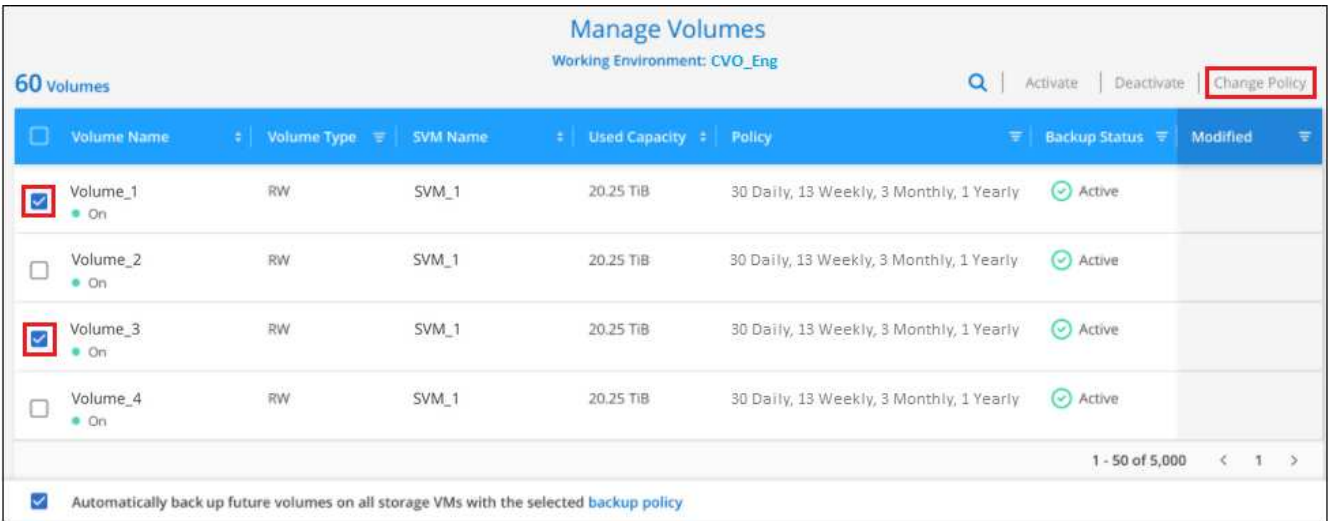 Manage Volumes
Working Environment: CVO_Eng
60 Volumes
Activate | Deactivate | Change Policy
Volume Name Volume Type SVM Name Used Capacity Policy Backup Status Modified
Volume_1 RW SVM_1 20.25 TiB 30 Daily, 13 Weekly, 3 Monthly, 1 Yearly Active
On
Volume_2 RW SVM_1 20.25 TiB 30 Daily, 13 Weekly, 3 Monthly, 1 Yearly Active
On
Volume_3 RW SVM_1 20.25 TiB 30 Daily, 13 Weekly, 3 Monthly, 1 Yearly Active
On
Volume_4 RW SVM_1 20.25 TiB 30 Daily, 13 Weekly, 3 Monthly, 1 Yearly Active
On
1 - 50 of 5,000 < 1 >
Automatically back up future volumes on all storage VMs with the selected backup policy